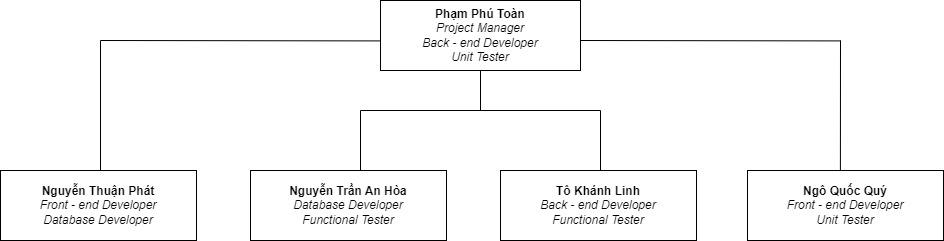 Phạm Phú Toàn
Project Manager
Back - end Developer
Unit Tester
Nguyễn Thuận Phát
Front - end Developer
Database Developer
Nguyễn Trần An Hòa
Database Developer
Functional Tester
Tô Khánh Linh
Back - end Developer
Functional Tester
Ngô Quốc Quý
Front - end Developer
Unit Tester